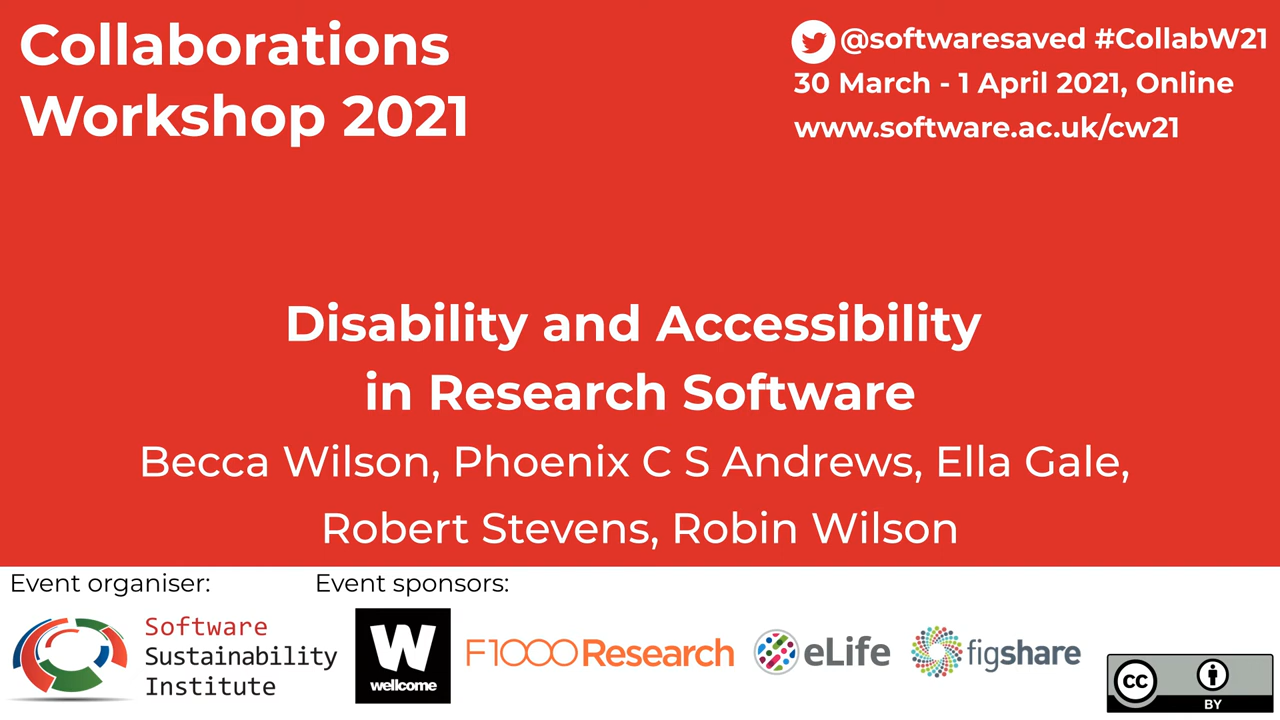 Collaborations
Workshop 2021
@softwaresaved #CollabW21
30 March - 1 April 2021, Online
www.software.ac.uk/cw21
Disability and Accessibility
in Research Software
Becca Wilson, Phoenix C S Andrews, Ella Gale,
Robert Stevens, Robin Wilson
Event organiser:
Event sponsors:
Software
Sustainability
Institute
W
wellcome
F1000Research
eLife
figshare
CC
BY